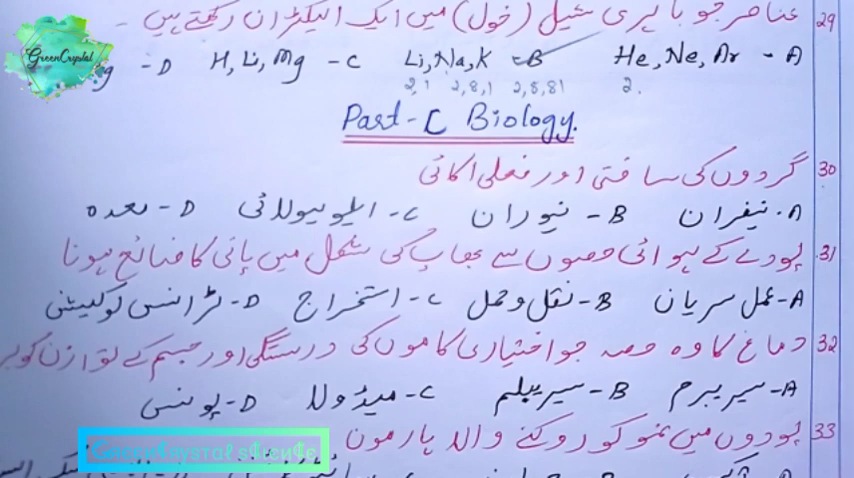 29 عناصر جو باہری شیل (خول) میں ایک الیکٹران رکھتے ہیں -
A - He, Ne, Ar B - Li, Na, K C - H, Li, Mg D -
2, 1 2, 8, 1 2, 8, 8 1 2.
GreenCrystal
Part-C Biology.
30 گردوں کی ساختی اور فعلی اکائی
A. نیفران B - نیوران C - ایلویولائی D - معدہ
31. پودے کے ہوائی حصوں سے بھاپ کی شکل میں پانی کا ضائع ہونا
A - عمل سریان B - نقل و حمل C - استخراج D - ٹرانس لوکیشن
32 دماغ کا وہ حصہ جو اختیاری کاموں کی درستگی اور جسم کے توازن کو بر
A - سیریبرم B - سیریبلم C - میڈولا D - پونس
33 پودوں میں نمو کو روکنے والا ہارمون